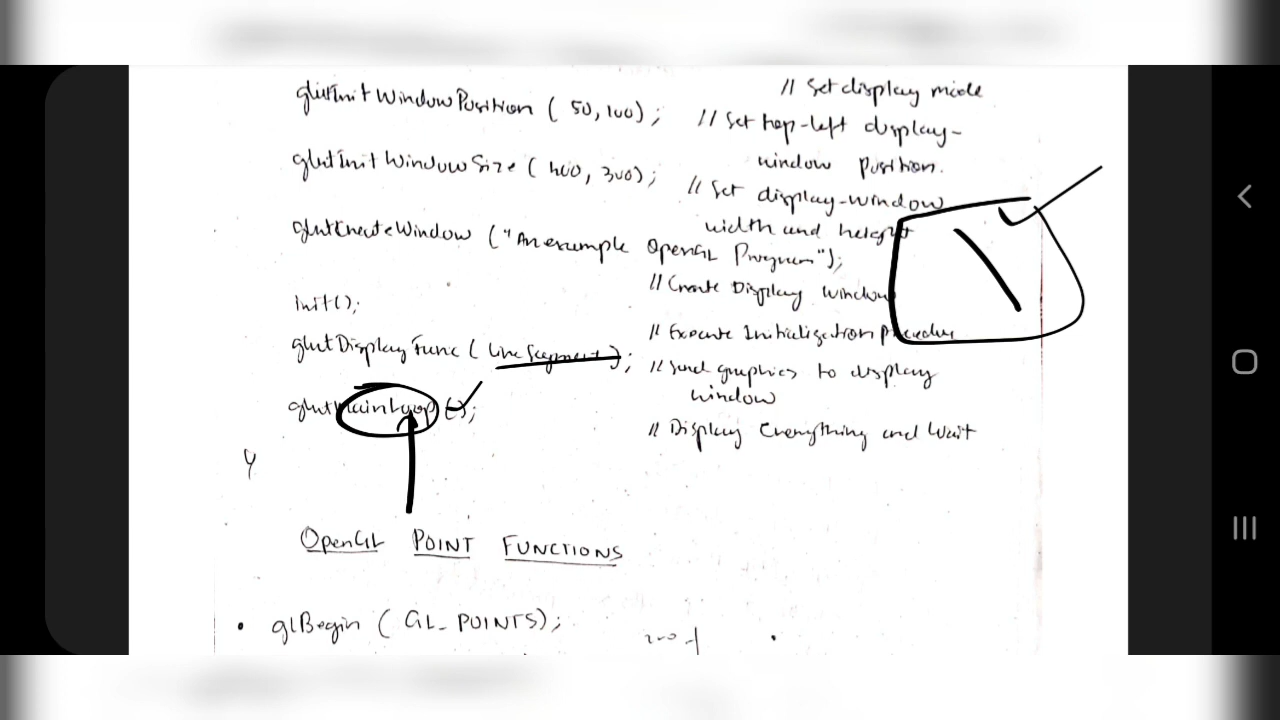 // Set display mode
glutInitWindowPosition ( 50, 100);
// Set top-left display-
window Position.
glutInitWindowSize ( 400, 300);
// Set display-window
width and height
glutCreateWindow ("An example OpenGL Program");
// Create Display Window
init();
// Execute Initialization procedure
glutDisplayFunc ( lineSegment);
// Send graphics to display
window
glutMainLoop ();
// Display Everything and Wait
}
OpenGL POINT FUNCTIONS
• glBegin ( GL_POINTS);